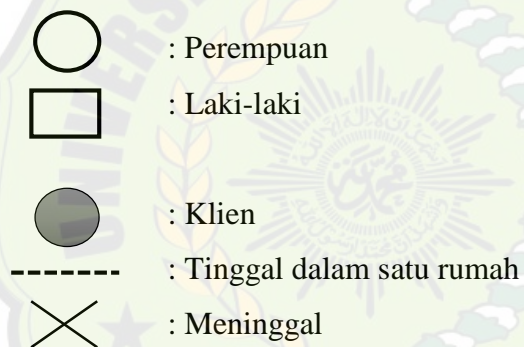 : Perempuan
: Laki-laki
: Klien
: Tinggal dalam satu rumah
: Meninggal